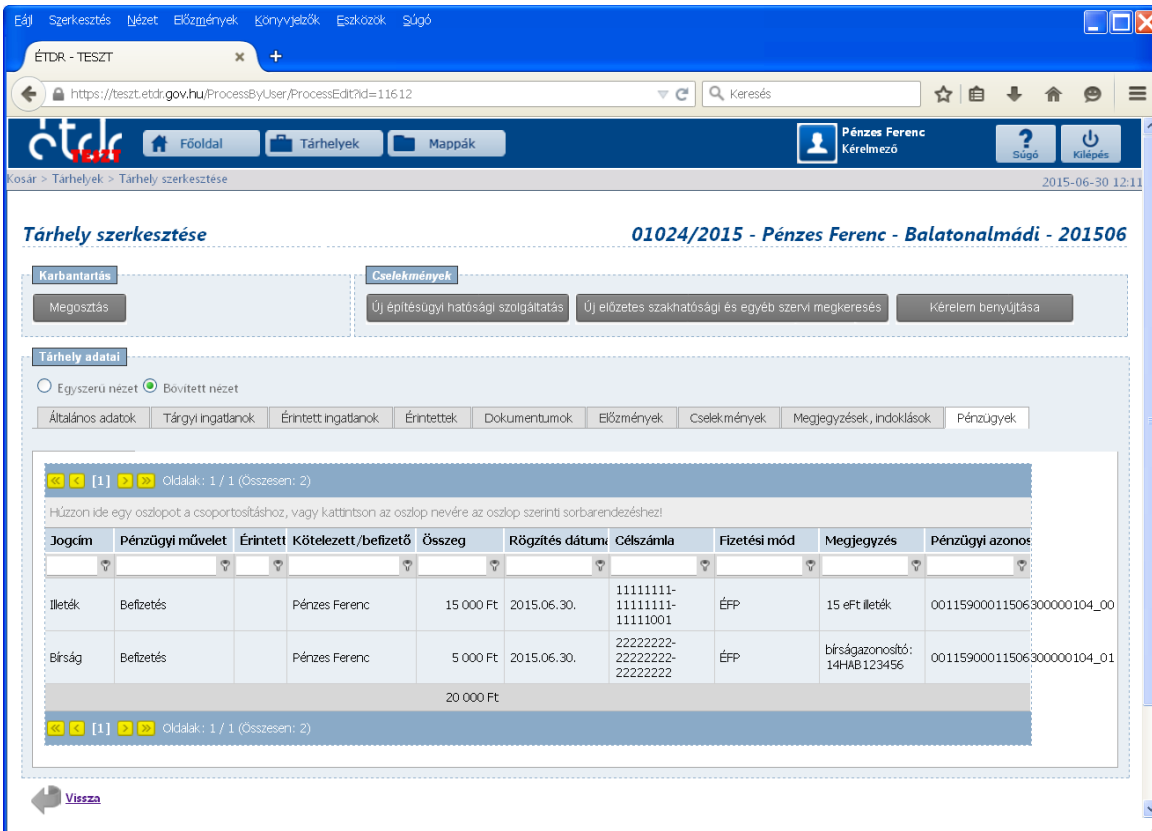 Fájl Szerkesztés Nézet Előzmények Könyvjelzők Eszközök Súgó
ÉTDR - TESZT
https://teszt.etdr.gov.hu/ProcessByUser/ProcessEdit?id=11612
Keresés
étdr TESZT
Főoldal Tárhelyek Mappák
Pénzes Ferenc
Kérelmező
Súgó Kilépés
Kosár > Tárhelyek > Tárhely szerkesztése 2015-06-30 12:11
Tárhely szerkesztése 01024/2015 - Pénzes Ferenc - Balatonalmádi - 201506
Karbantartás Cselekmények
Megosztás Új építésügyi hatósági szolgáltatás Új előzetes szakhatósági és egyéb szervi megkeresés Kérelem benyújtása
Tárhely adatai
Egyszerű nézet Bővített nézet
Általános adatok Tárgyi ingatlanok Érintett ingatlanok Érintettek Dokumentumok Előzmények Cselekmények Megjegyzések, indoklások Pénzügyek
« < [1] > » Oldalak: 1 / 1 (Összesen: 2)
Húzzon ide egy oszlopot a csoportosításhoz, vagy kattintson az oszlop nevére az oszlop szerinti sorbarendezéshez!
Jogcím Pénzügyi művelet Érintett Kötelezett/befizető Összeg Rögzítés dátuma Célszámla Fizetési mód Megjegyzés Pénzügyi azonos
Illeték Befizetés Pénzes Ferenc 15 000 Ft 2015.06.30. 11111111-11111111-11111001 ÉFP 15 eFt illeték 00115900011506300000104_00
Bírság Befizetés Pénzes Ferenc 5 000 Ft 2015.06.30. 22222222-22222222-22222222 ÉFP bírságazonosító: 14HAB123456 00115900011506300000104_01
20 000 Ft
« < [1] > » Oldalak: 1 / 1 (Összesen: 2)
Vissza